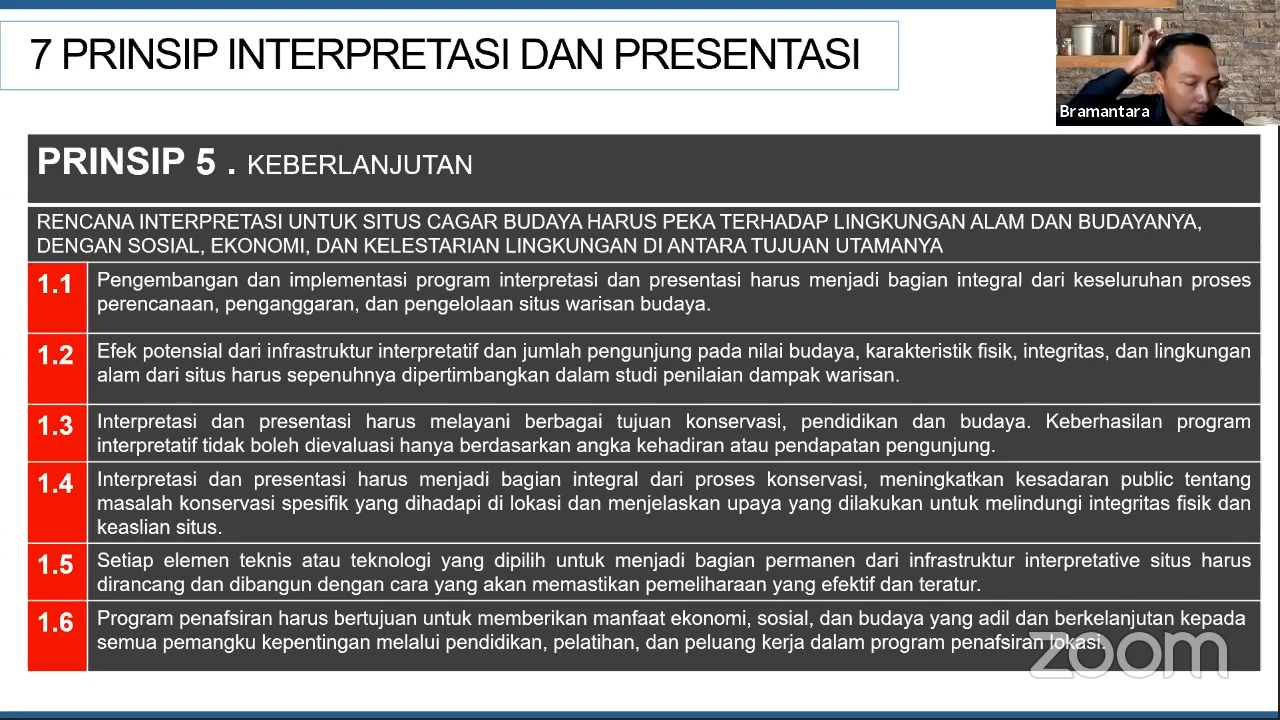 7 PRINSIP INTERPRETASI DAN PRESENTASI
Bramantara
PRINSIP 5 . KEBERLANJUTAN
RENCANA INTERPRETASI UNTUK SITUS CAGAR BUDAYA HARUS PEKA TERHADAP LINGKUNGAN ALAM DAN BUDAYANYA,
DENGAN SOSIAL, EKONOMI, DAN KELESTARIAN LINGKUNGAN DI ANTARA TUJUAN UTAMANYA
1.1 Pengembangan dan implementasi program interpretasi dan presentasi harus menjadi bagian integral dari keseluruhan proses
perencanaan, penganggaran, dan pengelolaan situs warisan budaya.
1.2 Efek potensial dari infrastruktur interpretatif dan jumlah pengunjung pada nilai budaya, karakteristik fisik, integritas, dan lingkungan
alam dari situs harus sepenuhnya dipertimbangkan dalam studi penilaian dampak warisan.
1.3 Interpretasi dan presentasi harus melayani berbagai tujuan konservasi, pendidikan dan budaya. Keberhasilan program
interpretatif tidak boleh dievaluasi hanya berdasarkan angka kehadiran atau pendapatan pengunjung.
1.4 Interpretasi dan presentasi harus menjadi bagian integral dari proses konservasi, meningkatkan kesadaran public tentang
masalah konservasi spesifik yang dihadapi di lokasi dan menjelaskan upaya yang dilakukan untuk melindungi integritas fisik dan
keaslian situs.
1.5 Setiap elemen teknis atau teknologi yang dipilih untuk menjadi bagian permanen dari infrastruktur interpretative situs harus
dirancang dan dibangun dengan cara yang akan memastikan pemeliharaan yang efektif dan teratur.
1.6 Program penafsiran harus bertujuan untuk memberikan manfaat ekonomi, sosial, dan budaya yang adil dan berkelanjutan kepada
semua pemangku kepentingan melalui pendidikan, pelatihan, dan peluang kerja dalam program penafsiran lokasi.
zoom